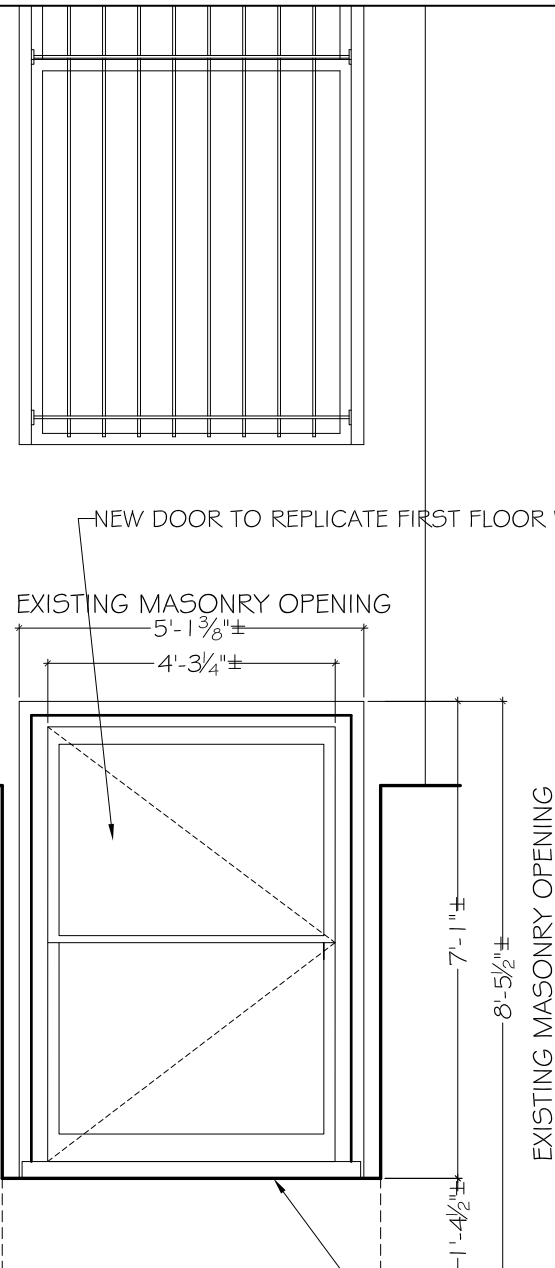 NEW DOOR TO REPLICATE FIRST FLOOR
EXISTING MASONRY OPENING
5'-1⅜"±
4'-3¼"±
7'-1"±
8'-5½"±
EXISTING MASONRY OPENING
1'-4½"±